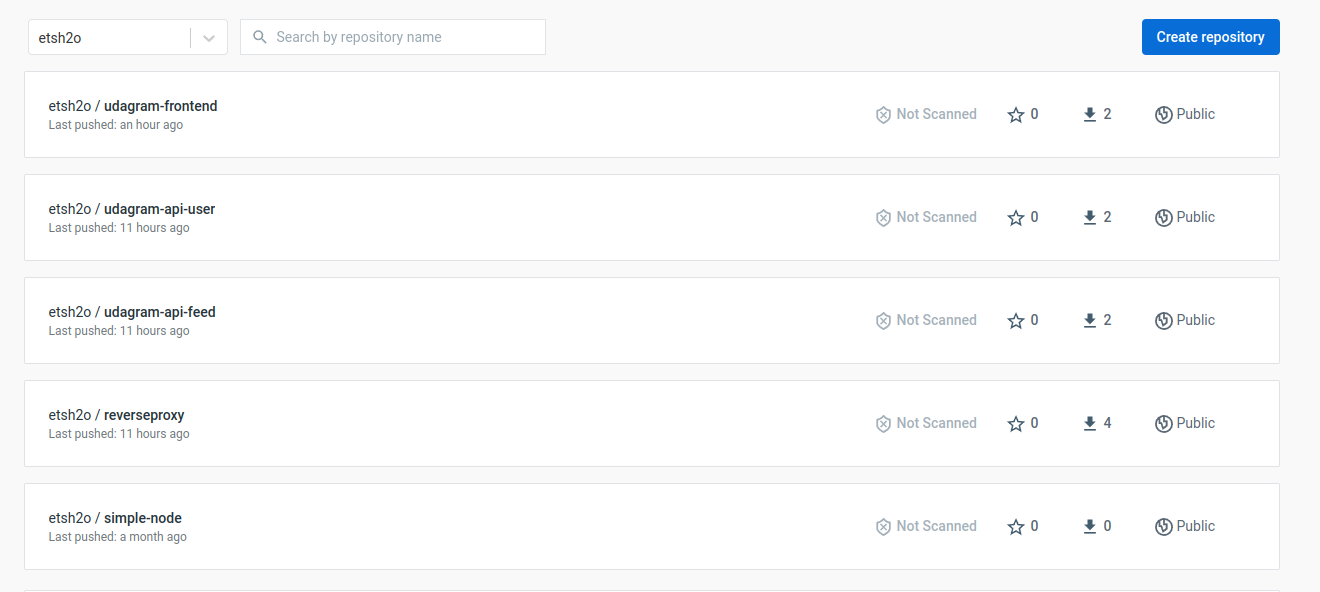 etsh2o
Search by repository name
Create repository
etsh2o / udagram-frontend
Last pushed: an hour ago
Not Scanned
0
2
Public
etsh2o / udagram-api-user
Last pushed: 11 hours ago
Not Scanned
0
2
Public
etsh2o / udagram-api-feed
Last pushed: 11 hours ago
Not Scanned
0
2
Public
etsh2o / reverseproxy
Last pushed: 11 hours ago
Not Scanned
0
4
Public
etsh2o / simple-node
Last pushed: a month ago
Not Scanned
0
0
Public